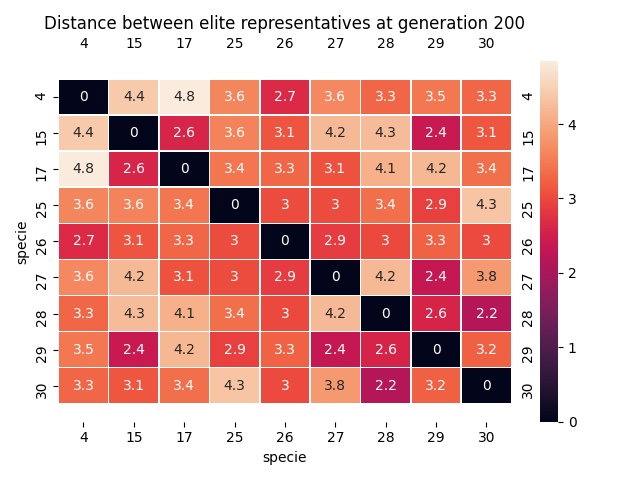 Distance between elite representatives at generation 200
4 15 17 25 26 27 28 29 30
4 0 4.4 4.8 3.6 2.7 3.6 3.3 3.5 3.3 4
15 4.4 0 2.6 3.6 3.1 4.2 4.3 2.4 3.1 15
17 4.8 2.6 0 3.4 3.3 3.1 4.1 4.2 3.4 17
25 3.6 3.6 3.4 0 3 3 3.4 2.9 4.3 25
26 2.7 3.1 3.3 3 0 2.9 3 3.3 3 26
27 3.6 4.2 3.1 3 2.9 0 4.2 2.4 3.8 27
28 3.3 4.3 4.1 3.4 3 4.2 0 2.6 2.2 28
29 3.5 2.4 4.2 2.9 3.3 2.4 2.6 0 3.2 29
30 3.3 3.1 3.4 4.3 3 3.8 2.2 3.2 0 30
4 15 17 25 26 27 28 29 30
specie
specie
4
3
2
1
0